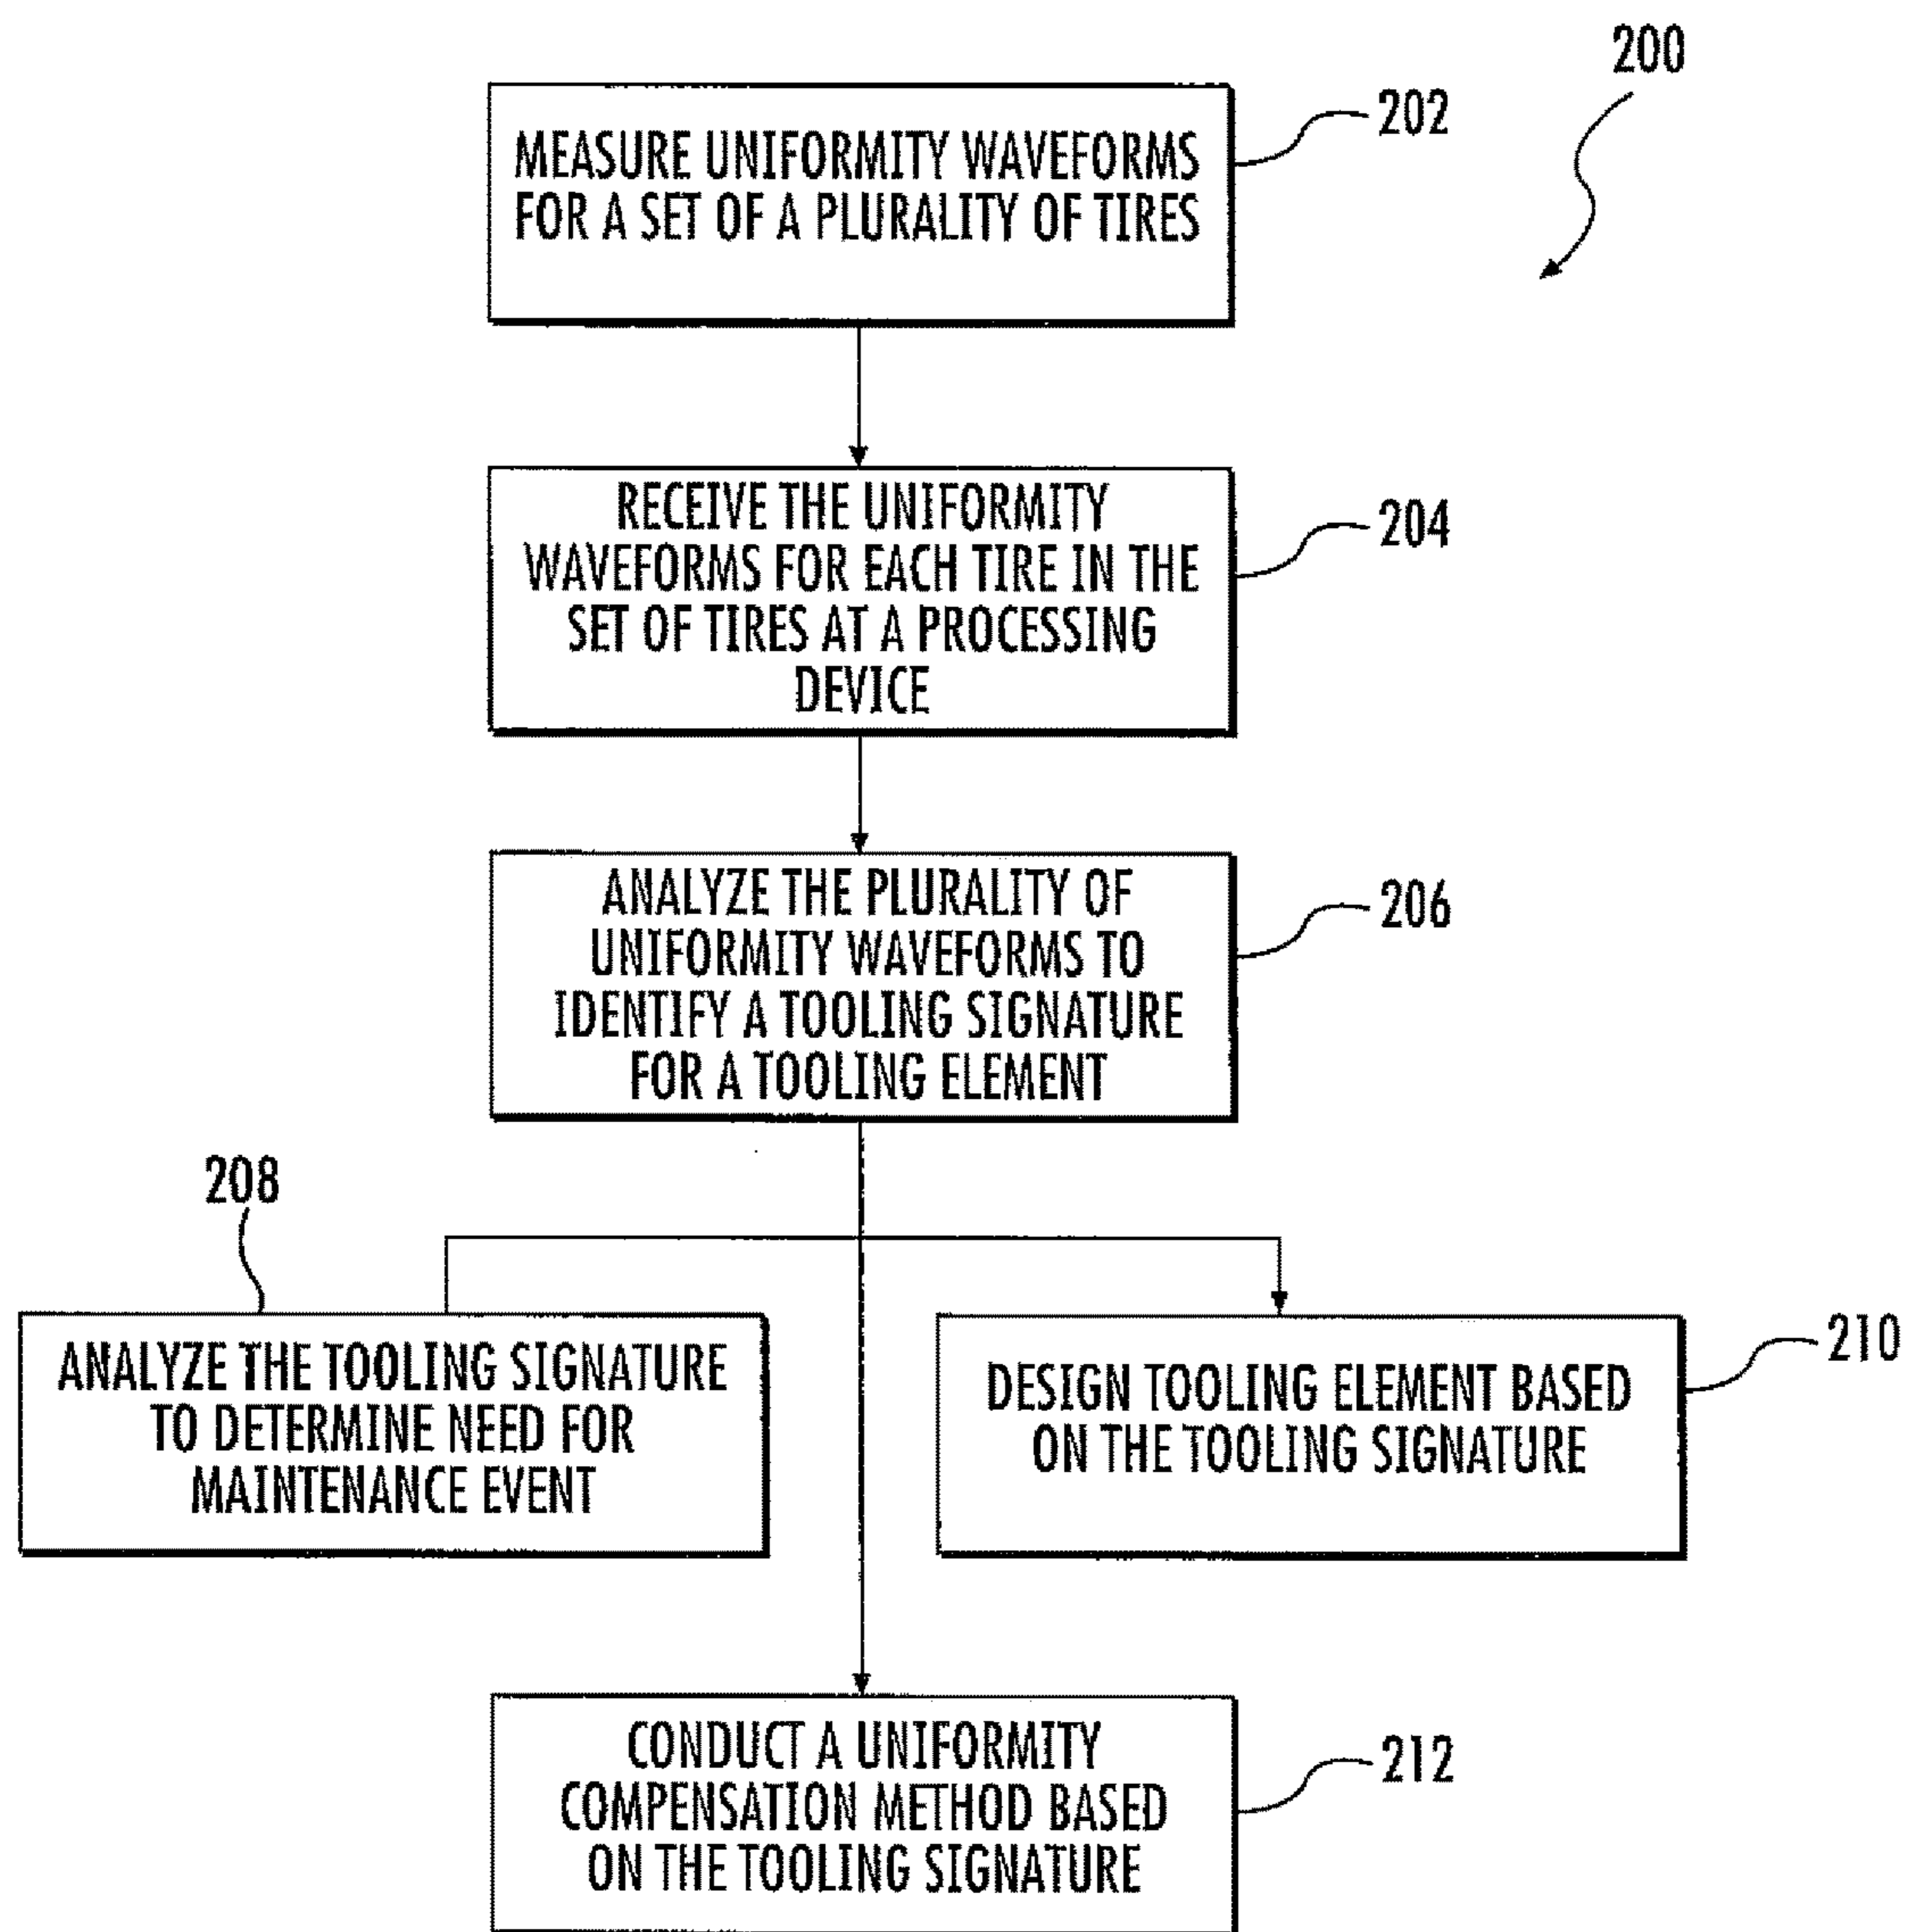 200
202
MEASURE UNIFORMITY WAVEFORMS
FOR A SET OF A PLURALITY OF TIRES
204
RECEIVE THE UNIFORMITY
WAVEFORMS FOR EACH TIRE IN THE
SET OF TIRES AT A PROCESSING
DEVICE
206
ANALYZE THE PLURALITY OF
UNIFORMITY WAVEFORMS TO
IDENTIFY A TOOLING SIGNATURE
FOR A TOOLING ELEMENT
208
ANALYZE THE TOOLING SIGNATURE
TO DETERMINE NEED FOR
MAINTENANCE EVENT
210
DESIGN TOOLING ELEMENT BASED
ON THE TOOLING SIGNATURE
212
CONDUCT A UNIFORMITY
COMPENSATION METHOD BASED
ON THE TOOLING SIGNATURE